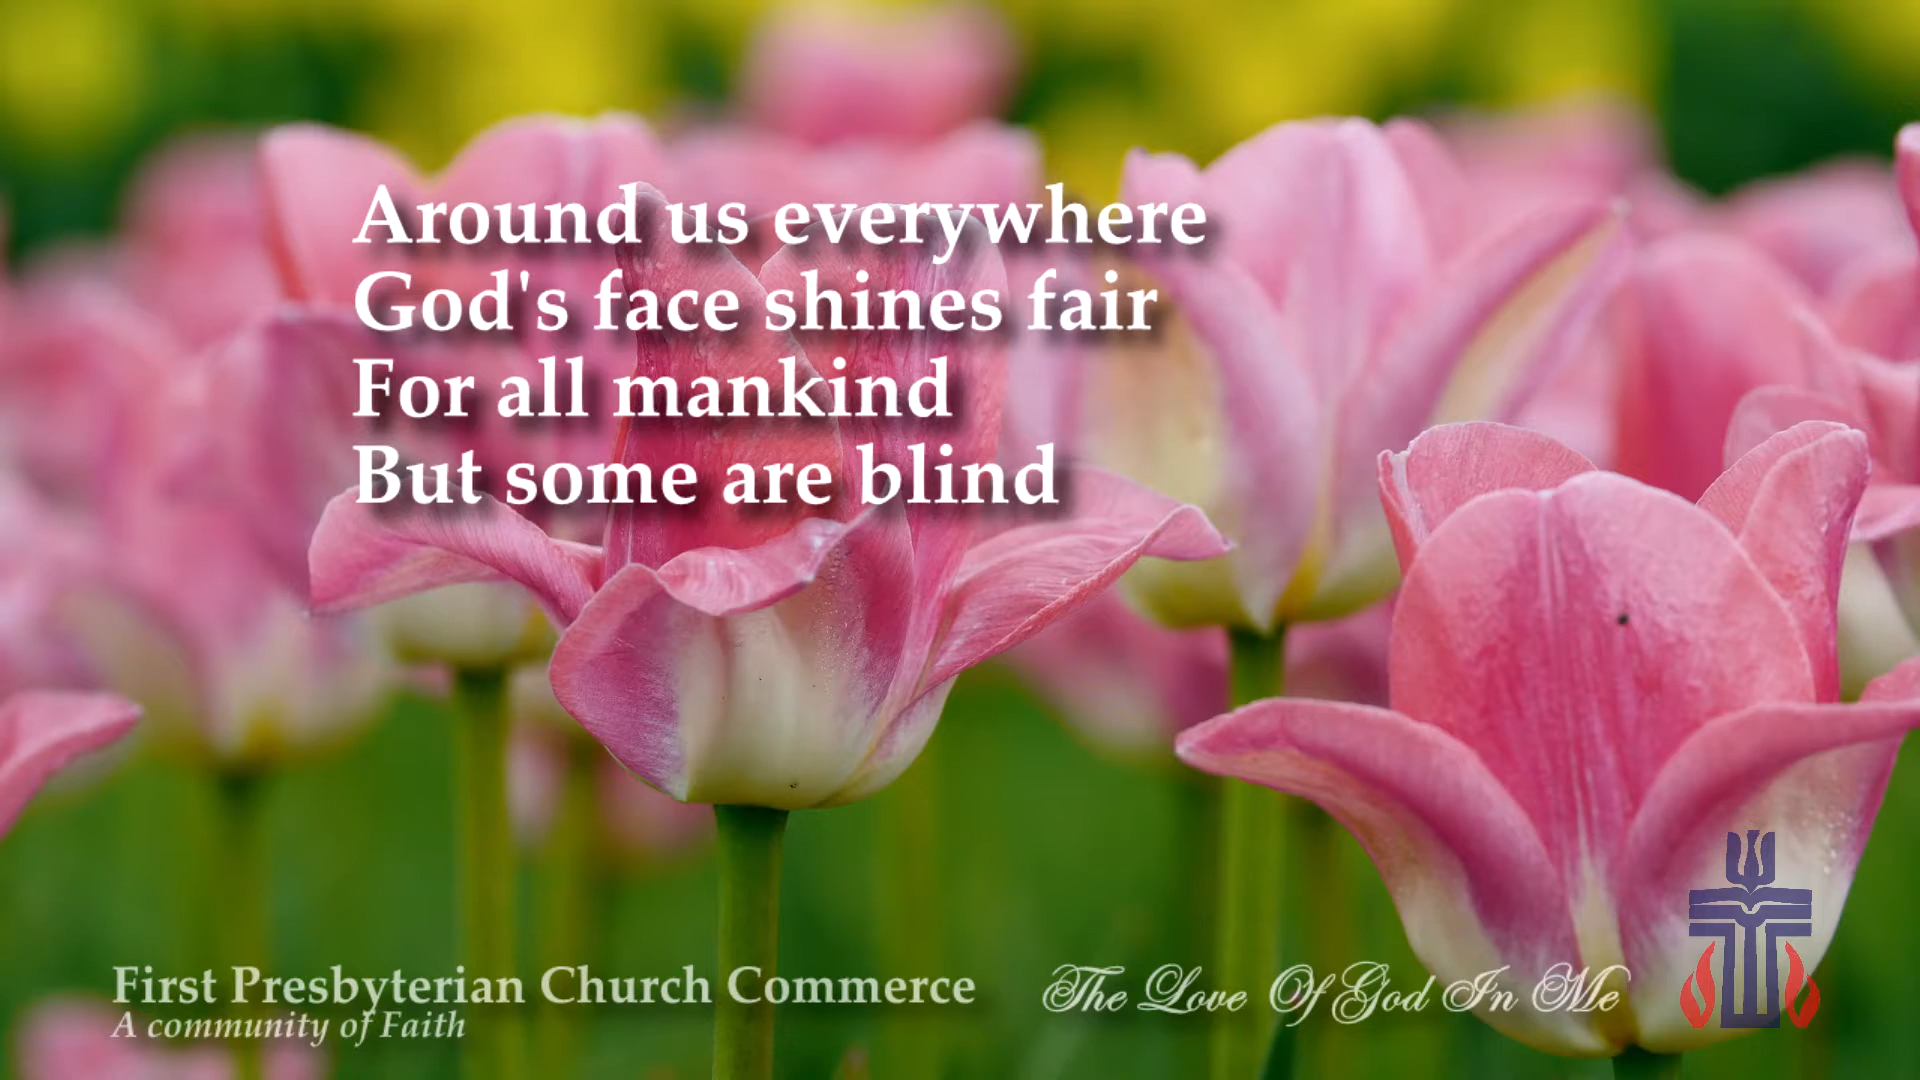 Around us everywhere
God's face shines fair
For all mankind
But some are blind
First Presbyterian Church Commerce
A community of Faith
The Love Of God In Me